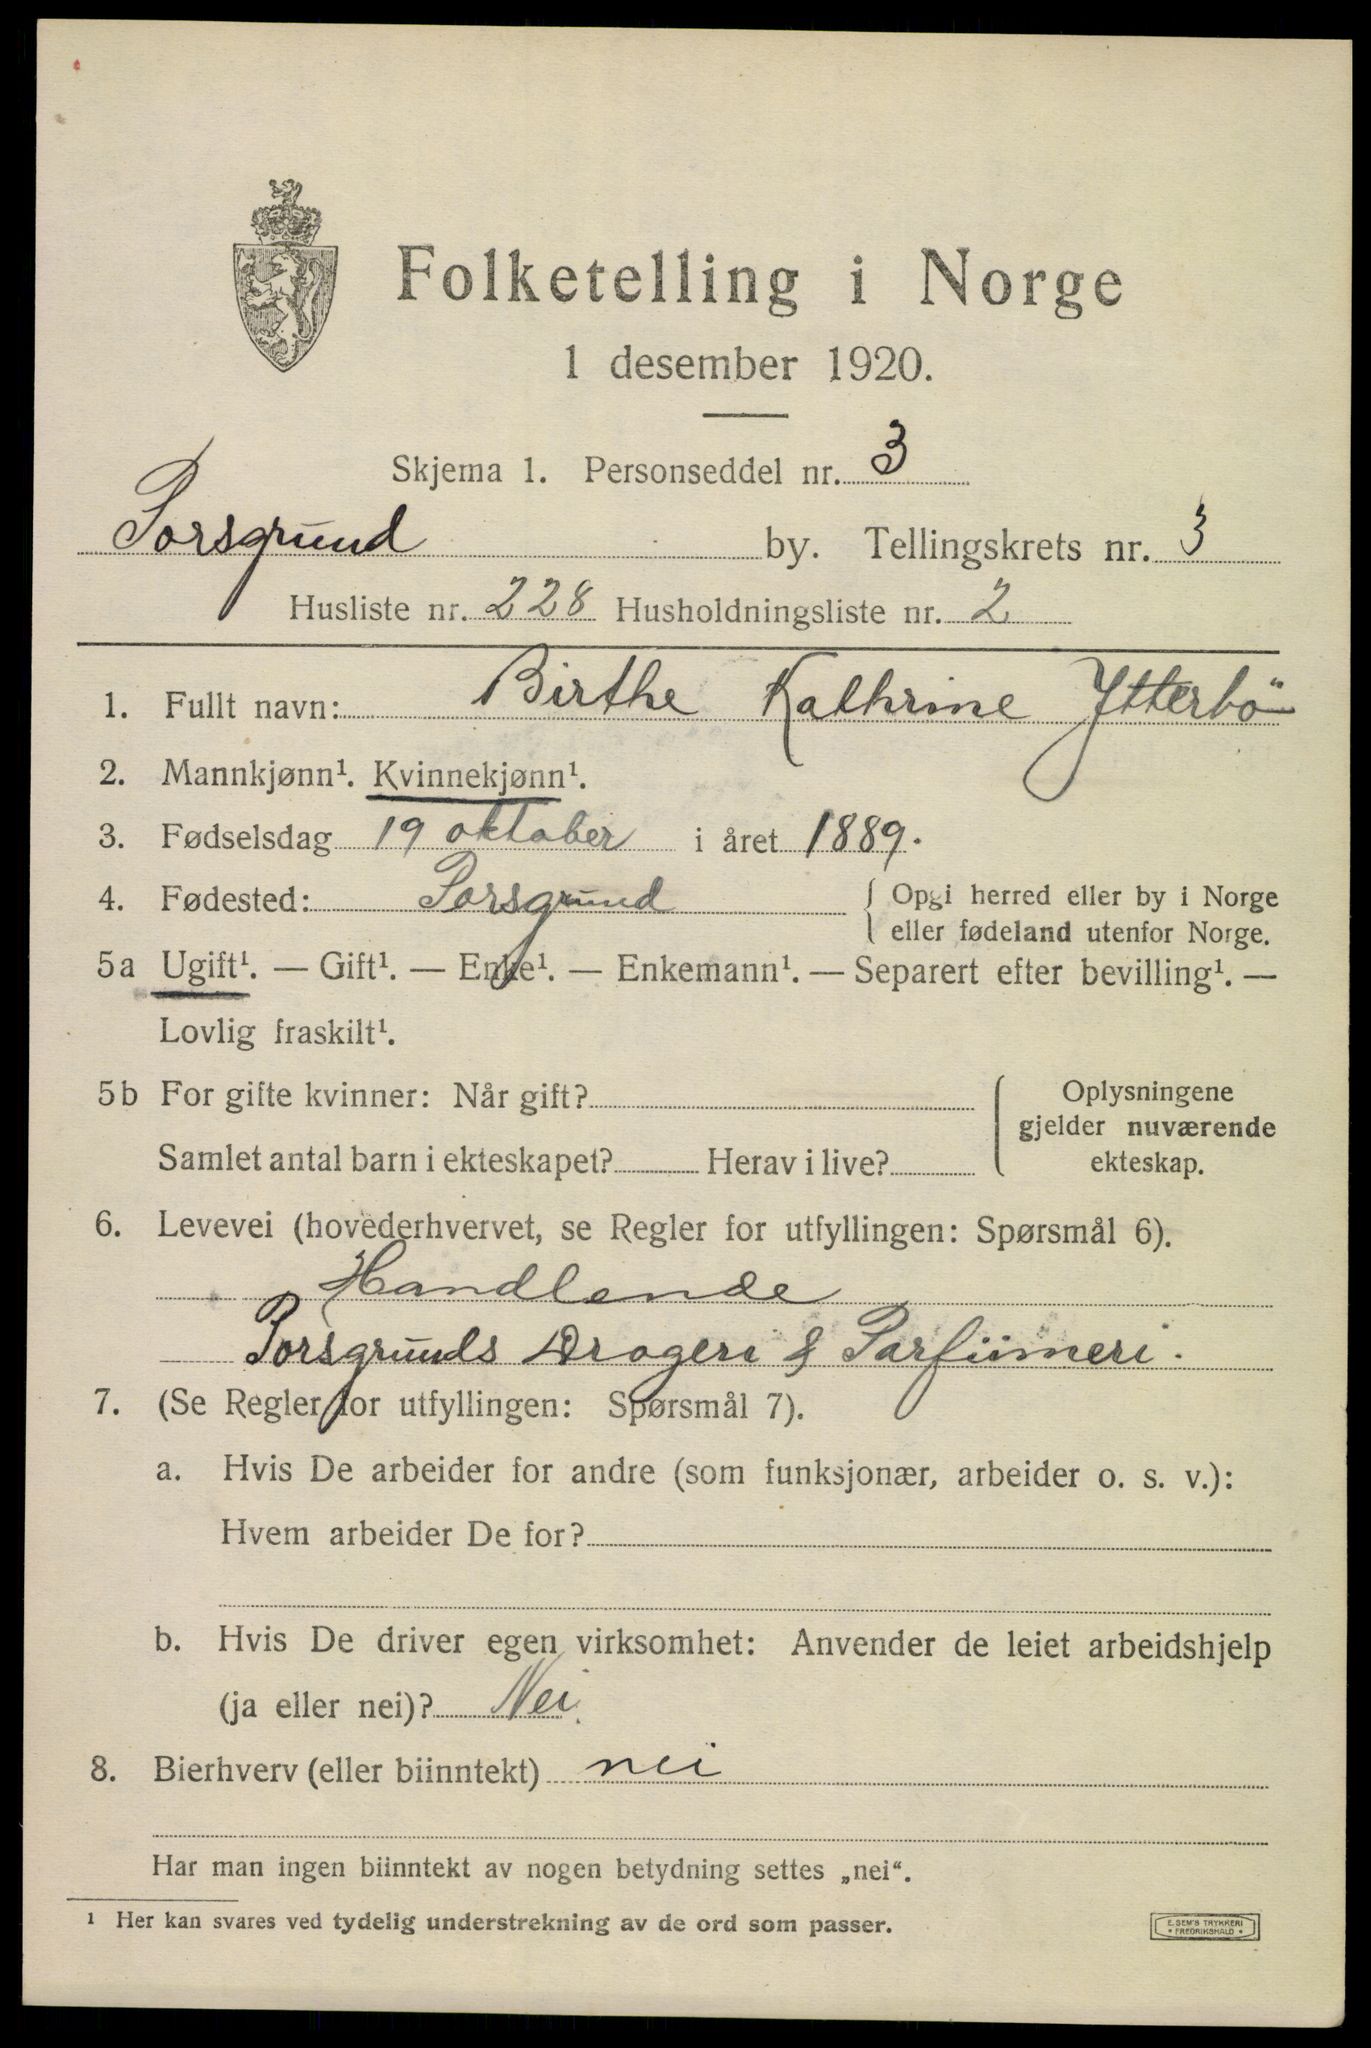 Folketelling i Norge
1 desember 1920.
Skjema 1. Personseddel nr. 3
Porsgrund by. Tellingskrets nr. 3
Husliste nr. 228 Husholdningsliste nr. 2
1. Fullt navn: Birthe Kathrine Ytterbö
2. Mannkjønn¹. Kvinnekjønn¹.
3. Fødselsdag 19 oktober i året 1889.
4. Fødested: Porsgrund { Opgi herred eller by i Norge
eller fødeland utenfor Norge.
5a Ugift¹. — Gift¹. — Enke¹. — Enkemann¹. — Separert efter bevilling¹. —
Lovlig fraskilt¹.
5b For gifte kvinner: Når gift?
Samlet antal barn i ekteskapet? Herav i live?
Oplysningene
gjelder nuværende
ekteskap.
6. Levevei (hovederhvervet, se Regler for utfyllingen: Spørsmål 6).
Handlende
Porsgrunds Drogeri & Parfümeri.
7. (Se Regler for utfyllingen: Spørsmål 7).
a. Hvis De arbeider for andre (som funksjonær, arbeider o. s. v.):
Hvem arbeider De for?
b. Hvis De driver egen virksomhet: Anvender de leiet arbeidshjelp
(ja eller nei)? Nei.
8. Bierhverv (eller biinntekt) nei
Har man ingen biinntekt av nogen betydning settes „nei“.
¹ Her kan svares ved tydelig understrekning av de ord som passer.
E. SEM'S TRYKKERI
* FREDRIKSHALD *